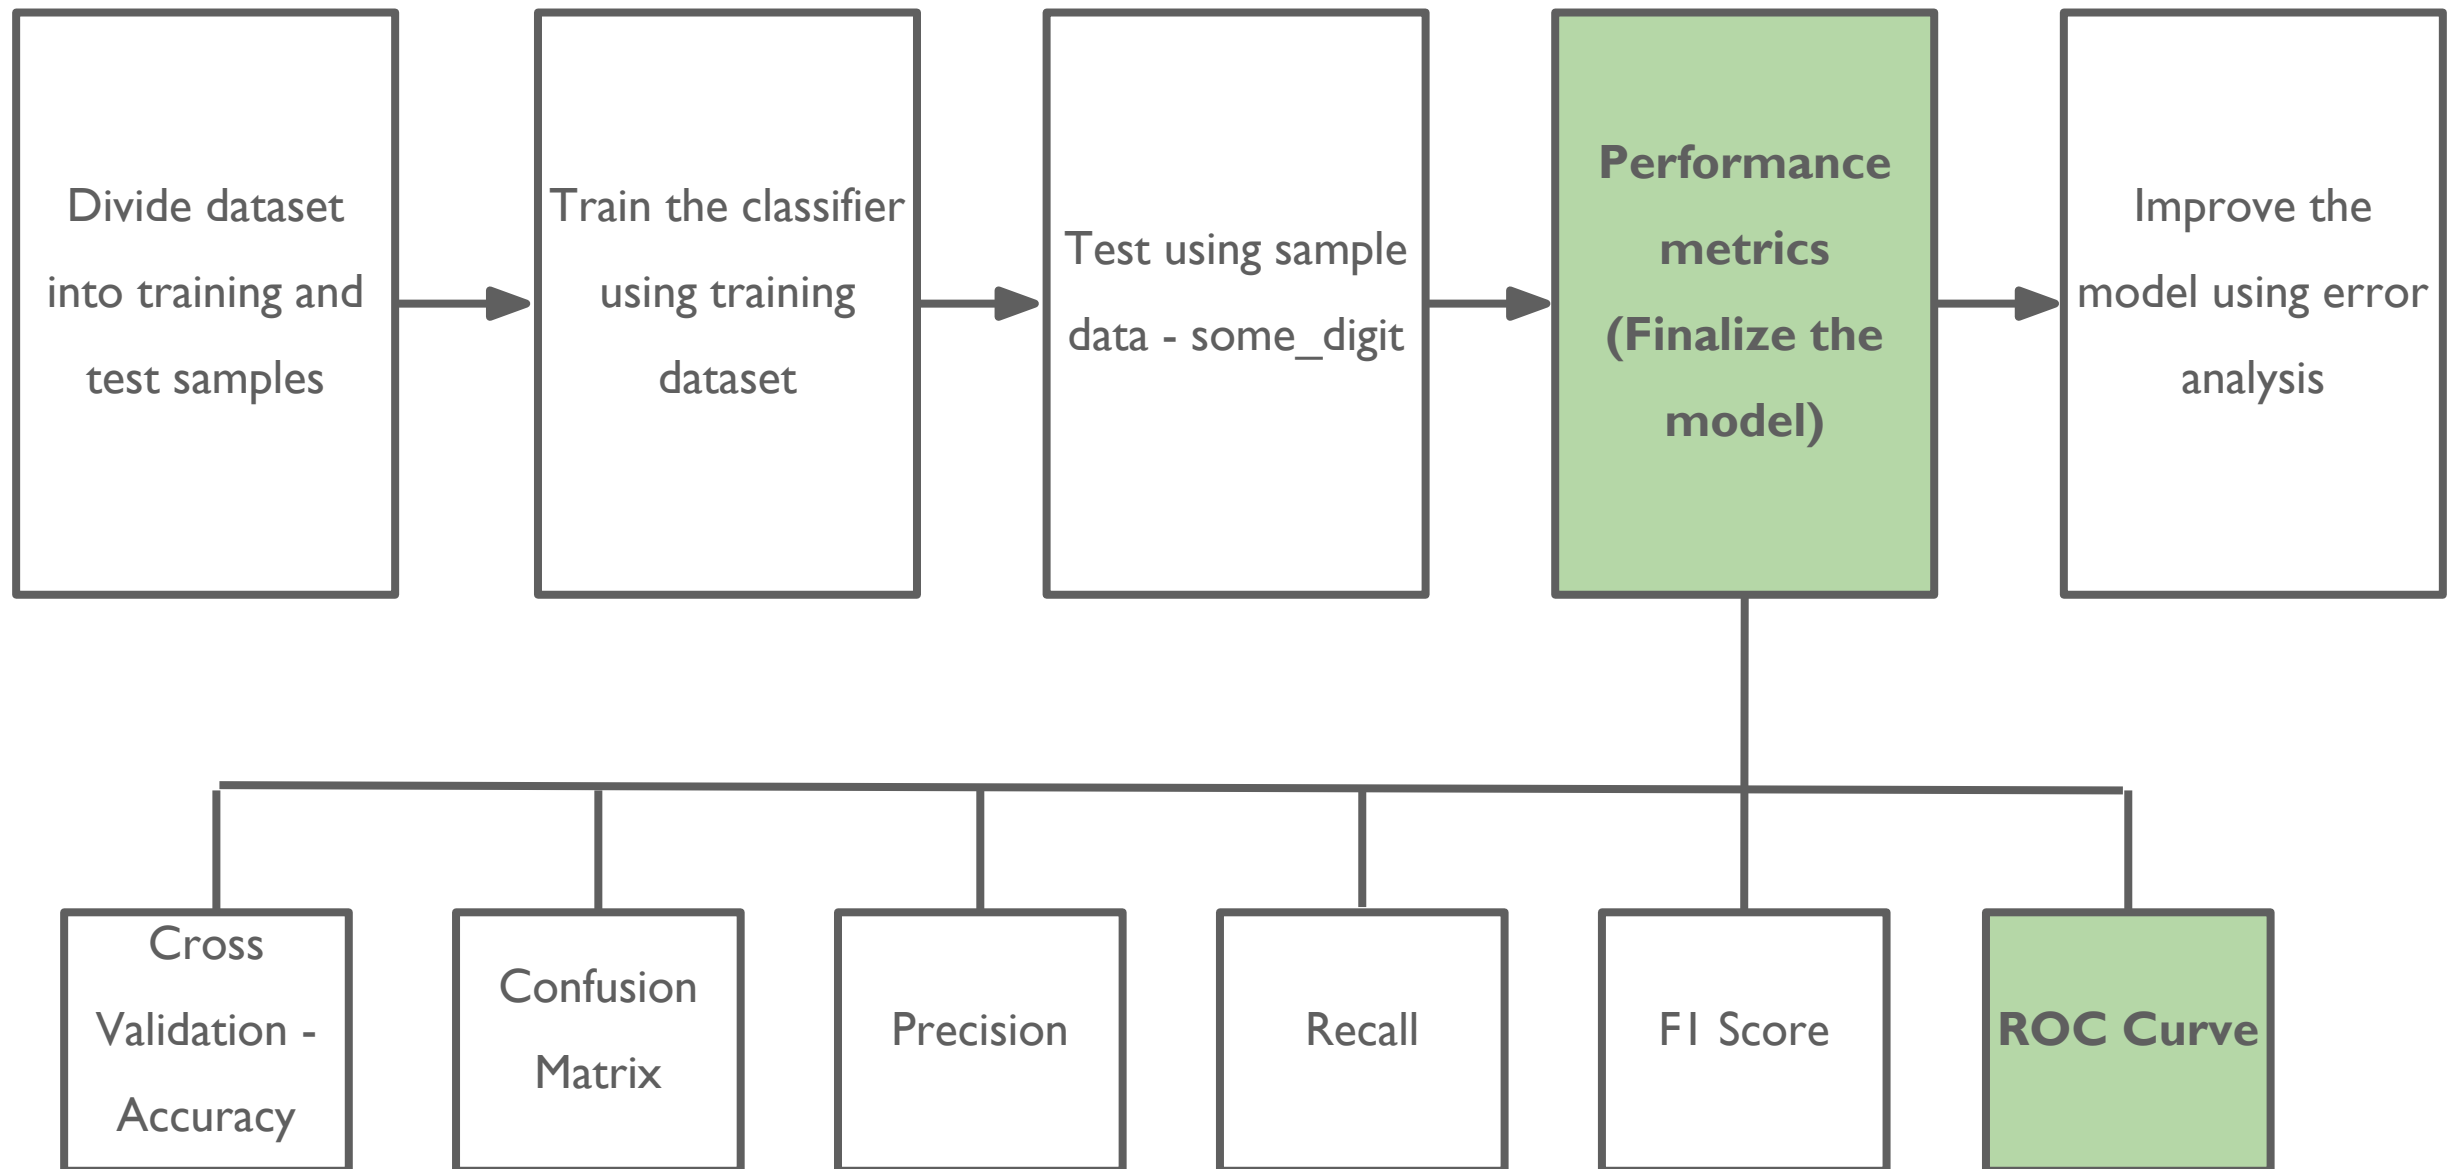 Divide dataset
into training and
test samples
Train the classifier
using training
dataset
Test using sample
data - some_digit
Performance
metrics
(Finalize the
model)
Improve the
model using error
analysis
Cross
Validation -
Accuracy
Confusion
Matrix
Precision
Recall
F1 Score
ROC Curve